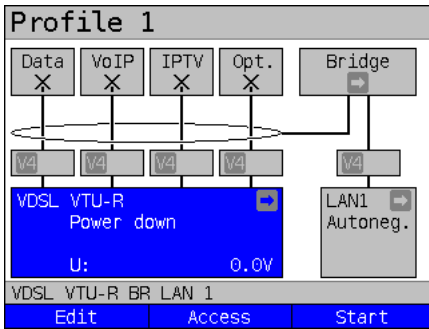 Profile 1
Data VoIP IPTV Opt. Bridge
V4 V4 V4 V4 V4
VDSL VTU-R
Power down
U: 0.0V
LAN1
Autoneg.
VDSL VTU-R BR LAN 1
Edit Access Start